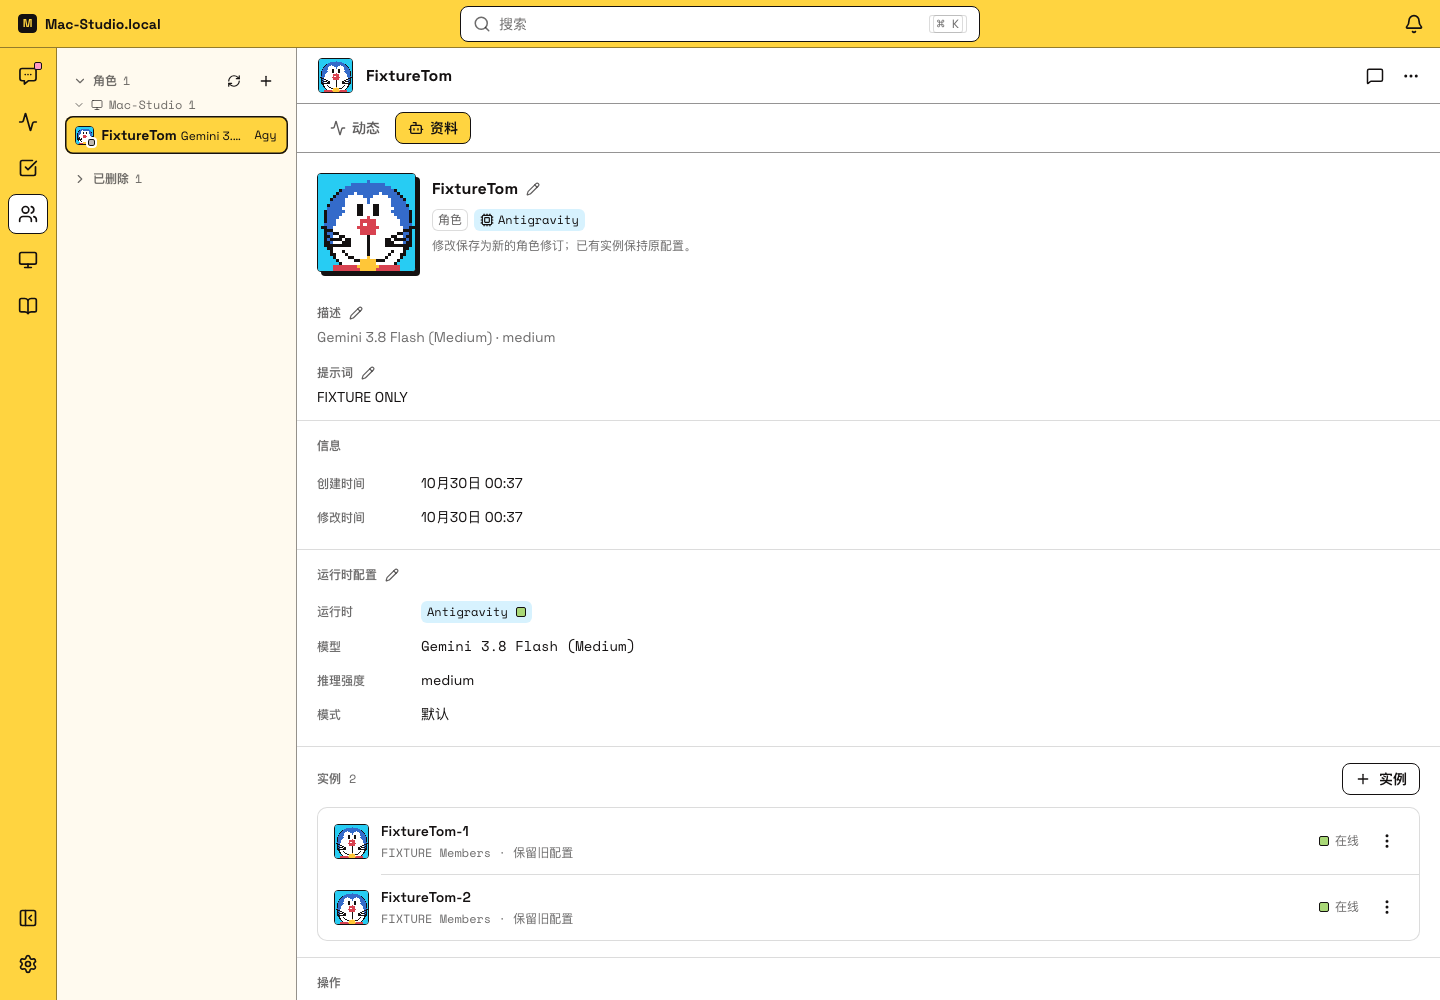 M Mac-Studio.local
搜索
⌘ K
角色 1
Mac-Studio 1
FixtureTom Gemini 3.… Agy
已删除 1
FixtureTom
动态
资料
FixtureTom
角色
Antigravity
修改保存为新的角色修订；已有实例保持原配置。
描述
Gemini 3.8 Flash (Medium) · medium
提示词
FIXTURE ONLY
信息
创建时间 10月30日 00:37
修改时间 10月30日 00:37
运行时配置
运行时 Antigravity
模型 Gemini 3.8 Flash (Medium)
推理强度 medium
模式 默认
实例 2
实例
FixtureTom-1
FIXTURE Members · 保留旧配置
在线
FixtureTom-2
FIXTURE Members · 保留旧配置
在线
操作